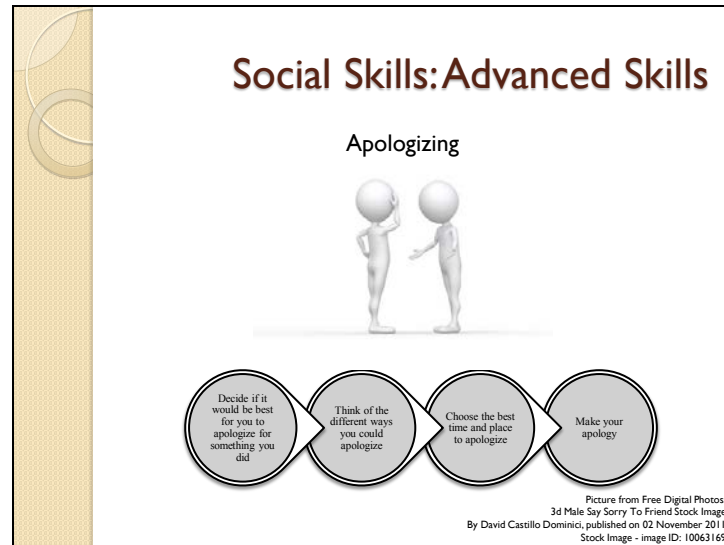 Social Skills: Advanced Skills
Apologizing
Decide if it
would be best
for you to
apologize for
something you
did
Think of the
different ways
you could
apologize
Choose the best
time and place
to apologize
Make your
apology
Picture from Free Digital Photos
3d Male Say Sorry To Friend Stock Image
By David Castillo Dominici, published on 02 November 2011
Stock Image - image ID: 10063169